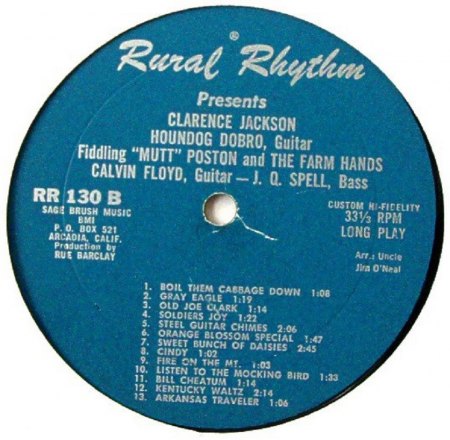 ®
Rural Rhythm
Presents
CLARENCE JACKSON
HOUNDOG DOBRO, Guitar
Fiddling "MUTT" POSTON and THE FARM HANDS
CALVIN FLOYD, Guitar — J. Q. SPELL, Bass
RR 130 B
SAGE BRUSH MUSIC
BMI
P. O. BOX 521
ARCADIA, CALIF.
Production by
RUE BARCLAY
CUSTOM HI-FIDELITY
33⅓ RPM
LONG PLAY
Arr.: Uncle
Jim O'Neal
1. BOIL THEM CABBAGE DOWN 1:08
2. GRAY EAGLE 1:19
3. OLD JOE CLARK 1:14
4. SOLDIERS JOY 1:22
5. STEEL GUITAR CHIMES 2:06
6. ORANGE BLOSSOM SPECIAL 1:47
7. SWEET BUNCH OF DAISIES 2:45
8. CINDY 1:02
9. FIRE ON THE MT. 1:03
10. LISTEN TO THE MOCKING BIRD 1:33
11. BILL CHEATUM 1:14
12. KENTUCKY WALTZ 2:14
13. ARKANSAS TRAVELER 1:06